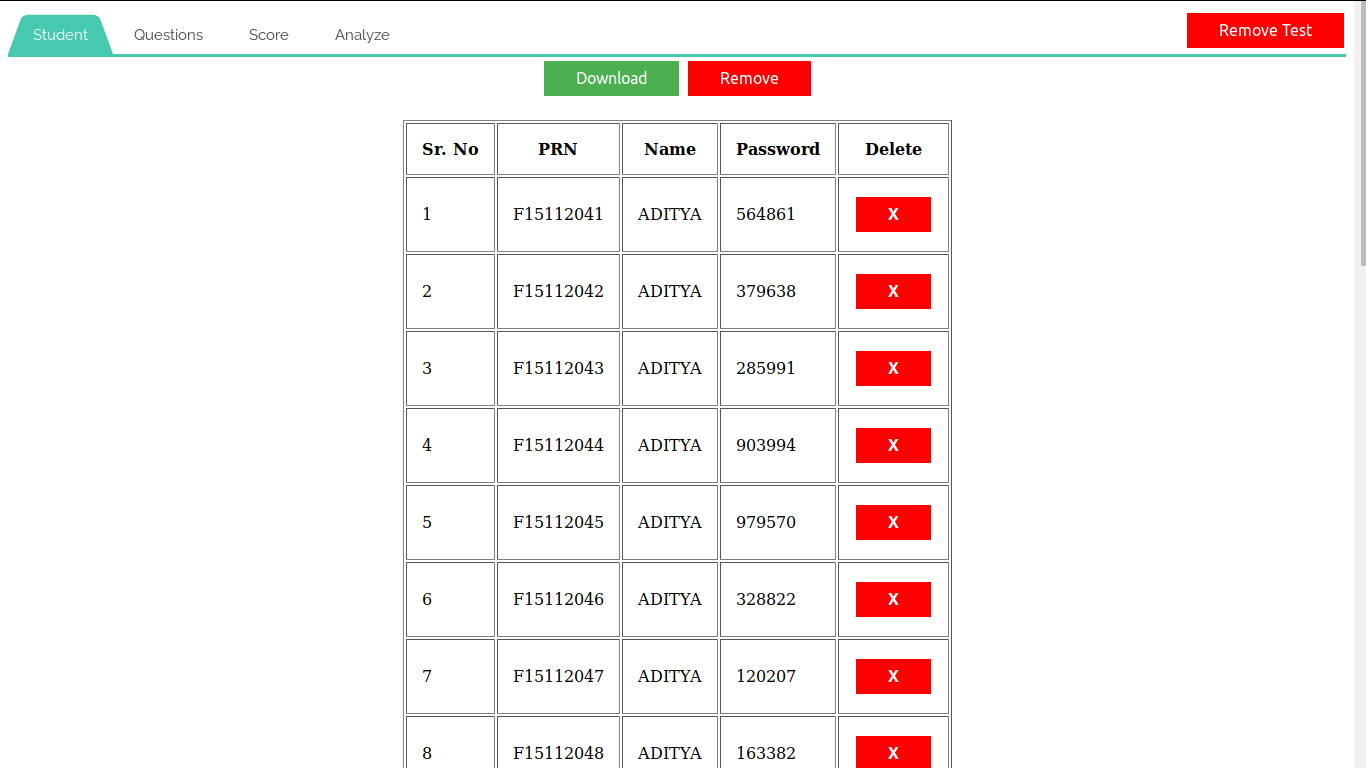 Student Questions Score Analyze Remove Test
Download Remove
Sr. No PRN Name Password Delete
1 F15112041 ADITYA 564861 X
2 F15112042 ADITYA 379638 X
3 F15112043 ADITYA 285991 X
4 F15112044 ADITYA 903994 X
5 F15112045 ADITYA 979570 X
6 F15112046 ADITYA 328822 X
7 F15112047 ADITYA 120207 X
8 F15112048 ADITYA 163382 X